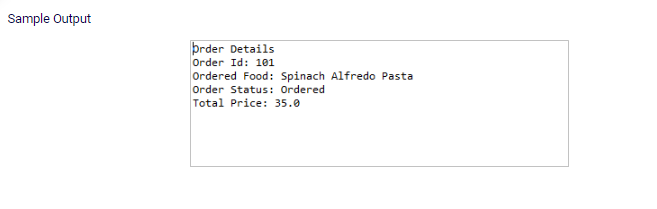 Sample Output
Order Details
Order Id: 101
Ordered Food: Spinach Alfredo Pasta
Order Status: Ordered
Total Price: 35.0